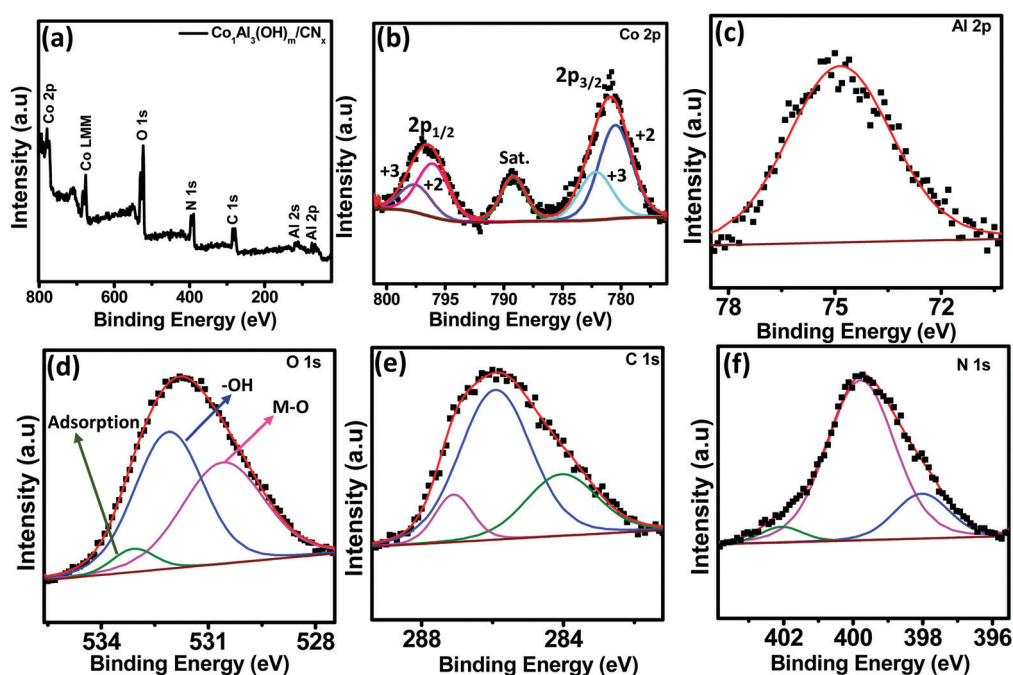 (a)
Co₁Al₃(OH)ₘ/CNₓ
Co 2p
Co LMM
O 1s
N 1s
C 1s
Al 2s
Al 2p
Intensity (a.u)
800 600 400 200
Binding Energy (eV)
(b)
Co 2p
2p3/2
2p1/2
+3
+2
Sat.
+2
+3
Intensity (a.u)
800 795 790 785 780
Binding Energy (eV)
(c)
Al 2p
Intensity (a.u)
78 75 72
Binding Energy (eV)
(d)
O 1s
-OH
M-O
Adsorption
Intensity (a.u)
534 531 528
Binding Energy (eV)
(e)
C 1s
Intensity (a.u)
288 286 284
Binding Energy (eV)
(f)
N 1s
Intensity (a.u)
402 400 398 396
Binding Energy (eV)